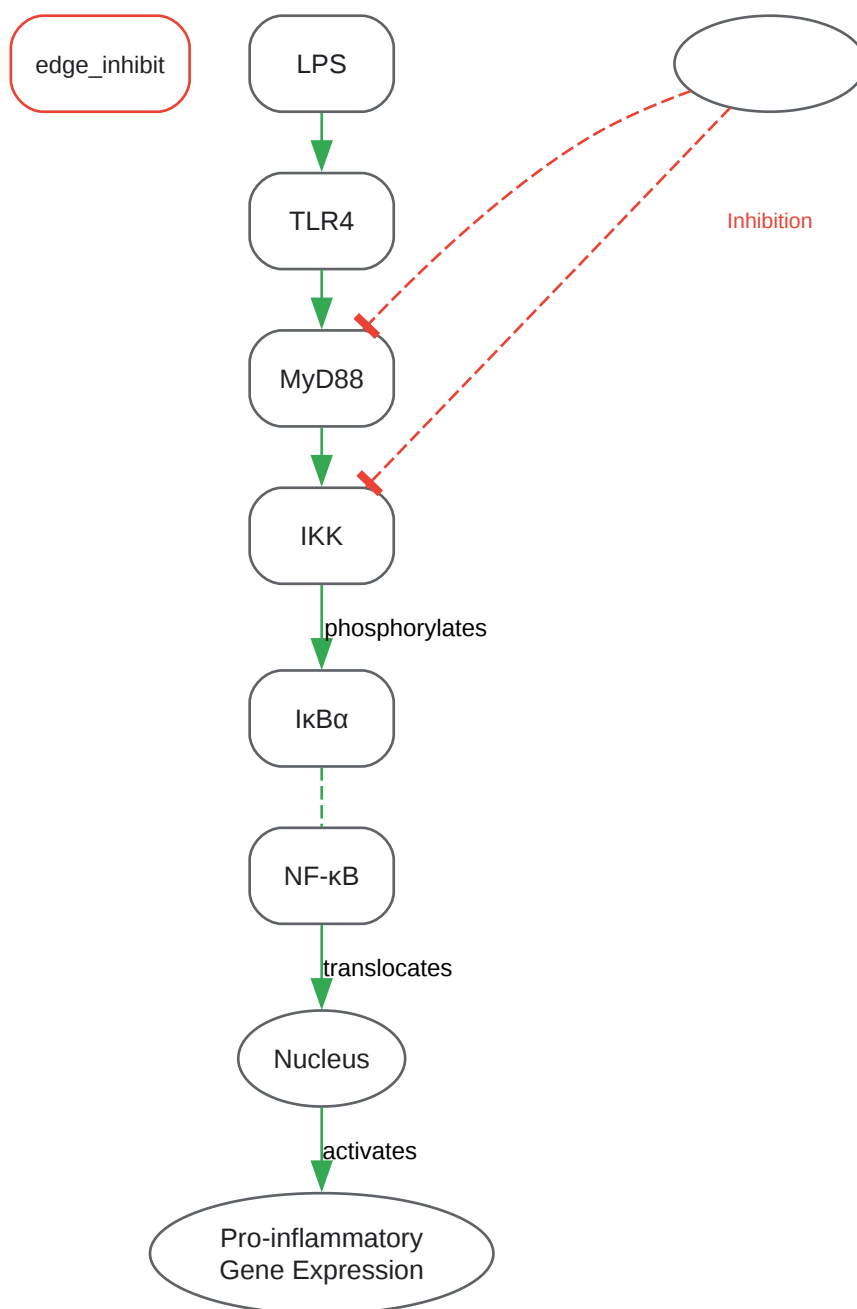 edge_inhibit
LPS
TLR4
Inhibition
MyD88
IKK
phosphorylates
IκBα
NF-κB
translocates
Nucleus
activates
Pro-inflammatory
Gene Expression